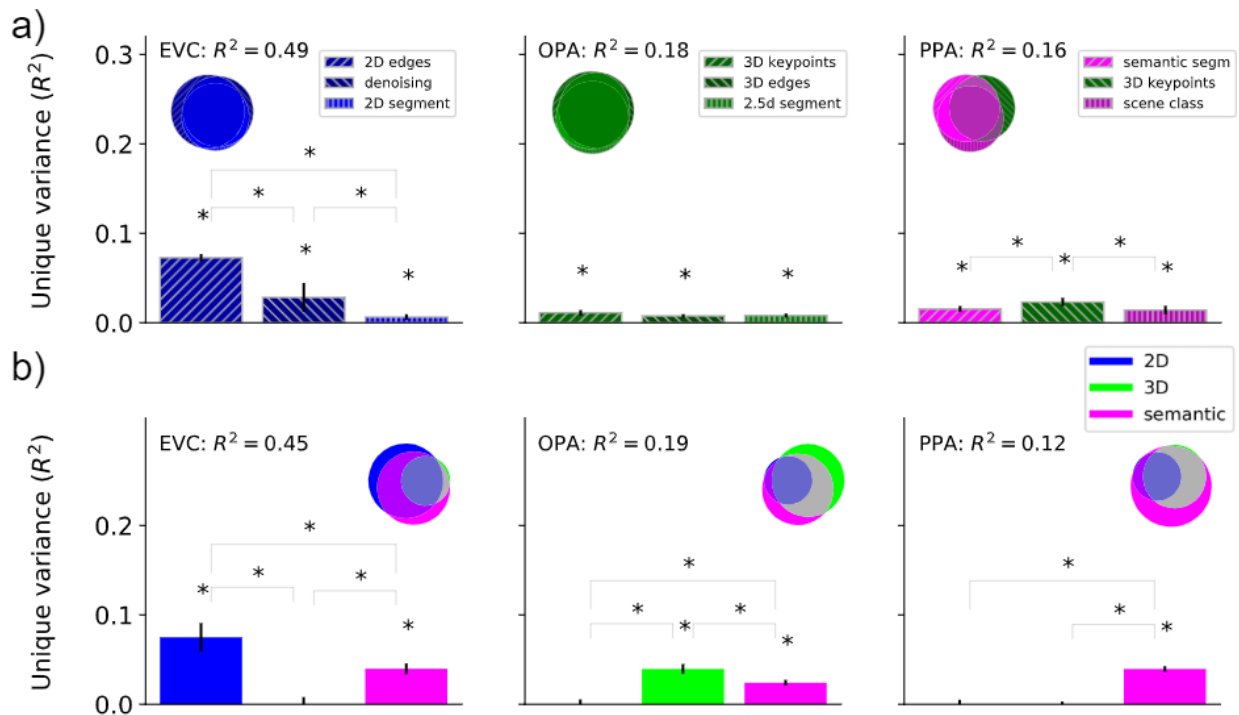 a)
EVC: R² = 0.49
2D edges
denoising
2D segment
OPA: R² = 0.18
3D keypoints
3D edges
2.5d segment
PPA: R² = 0.16
semantic segm
3D keypoints
scene class
Unique variance (R²)
0.3
0.2
0.1
0.0
* * * * * *
* * *
* * * * *
b)
2D
3D
semantic
EVC: R² = 0.45
OPA: R² = 0.19
PPA: R² = 0.12
Unique variance (R²)
0.2
0.1
0.0
* * * * *
* * * * *
* * *